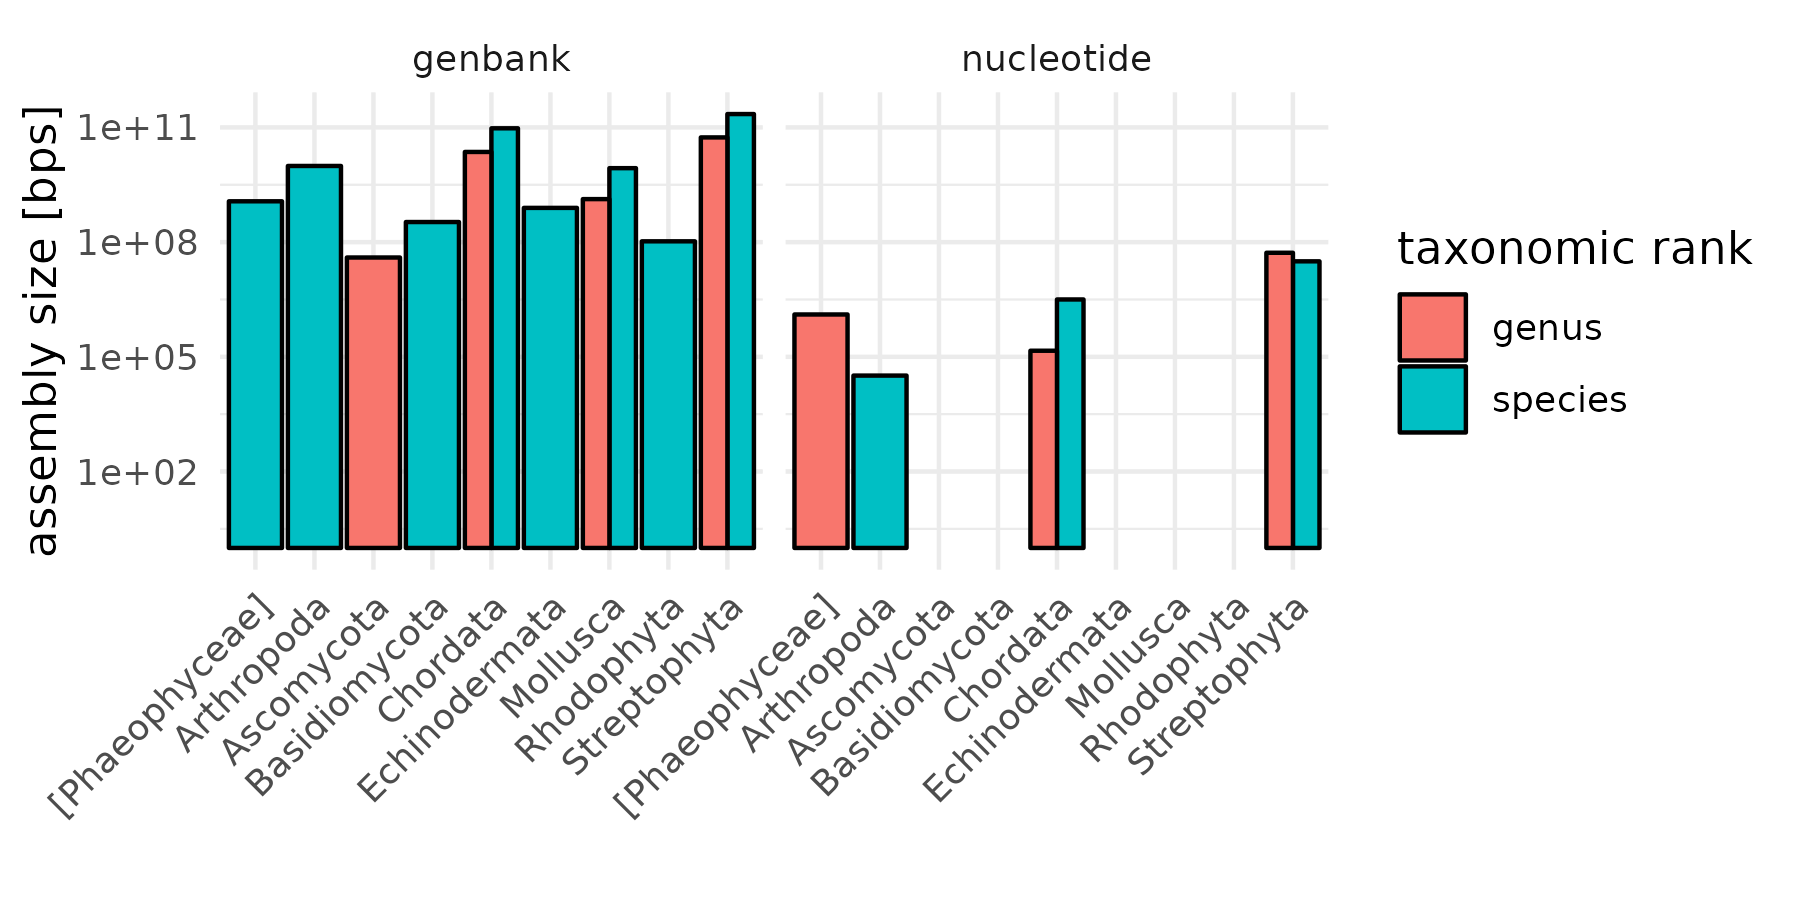 genbank
nucleotide
assembly size [bps]
1e+11
1e+08
1e+05
1e+02
[Phaeophyceae]
Arthropoda
Ascomycota
Basidiomycota
Chordata
Echinodermata
Mollusca
Rhodophyta
Streptophyta
[Phaeophyceae]
Arthropoda
Ascomycota
Basidiomycota
Chordata
Echinodermata
Mollusca
Rhodophyta
Streptophyta
taxonomic rank
genus
species